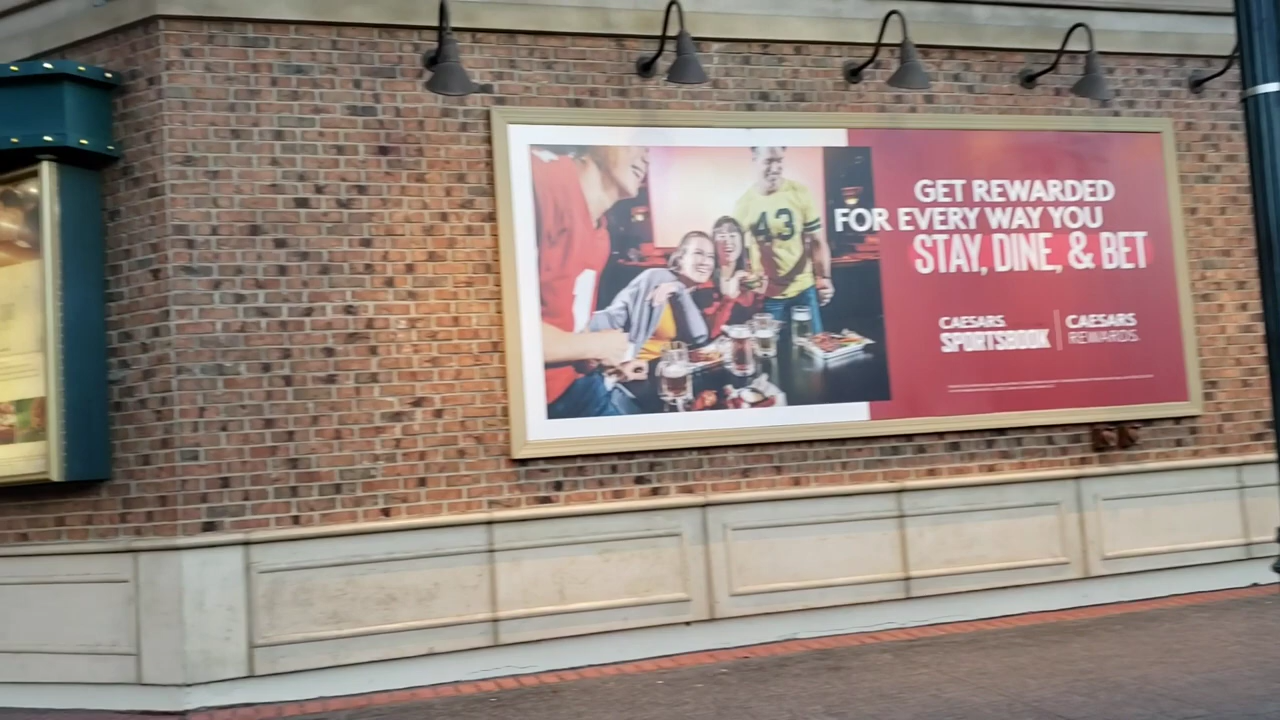 GET REWARDED
FOR EVERY WAY YOU
STAY, DINE, & BET
CAESARS
SPORTSBOOK
CAESARS
REWARDS.
43